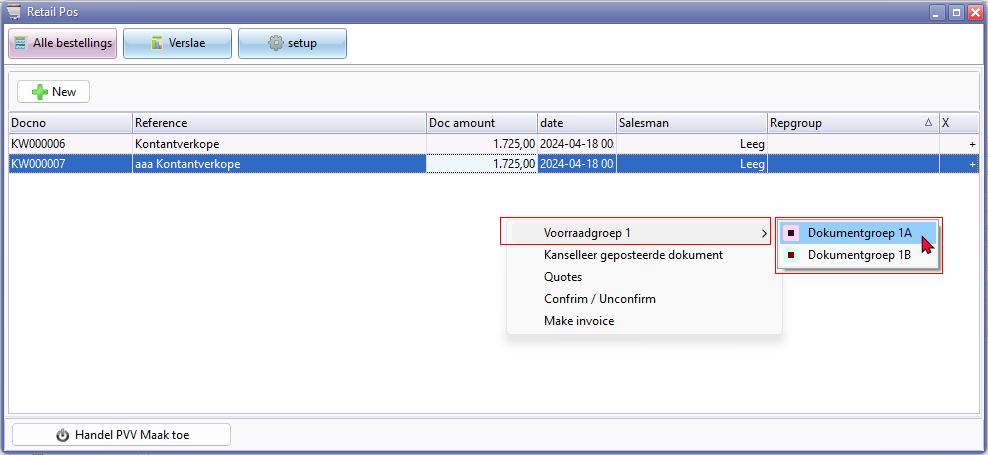 Retail Pos
Alle bestellings Verslae setup
New
Docno Reference Doc amount date Salesman Repgroup X
KW000006 Kontantverkope 1.725,00 2024-04-18 00 Leeg +
KW000007 aaa Kontantverkope 1.725,00 2024-04-18 00 Leeg +
Voorraadgroep 1
Dokumentgroep 1A
Dokumentgroep 1B
Kanselleer geposteerde dokument
Quotes
Confrim / Unconfirm
Make invoice
Handel PVV Maak toe